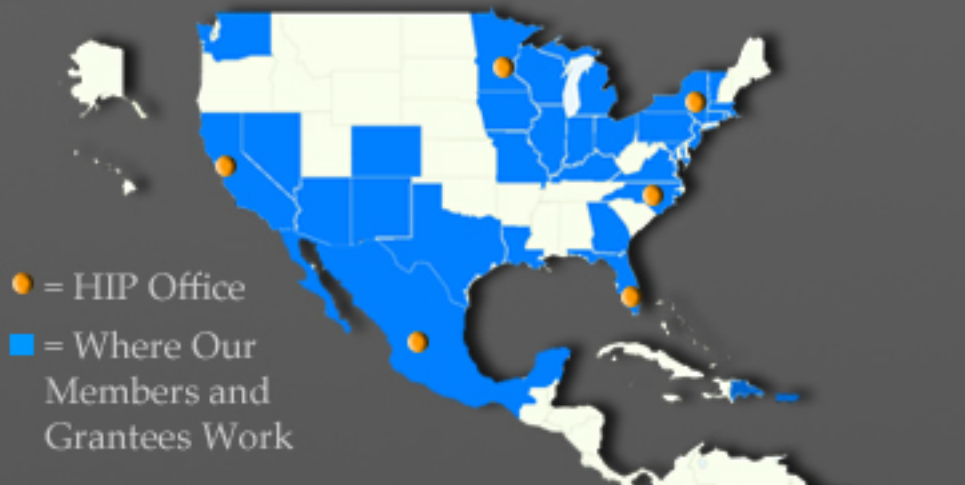 = HIP Office
= Where Our
Members and
Grantees Work